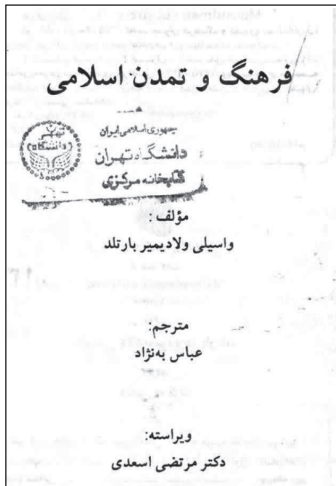 فرهنگ و تمدن اسلامی
جمهوری اسلامی ایران
دانشگاه تهران
کتابخانه مرکزی
مؤلف:
واسیلی ولادیمیر بارتلد
مترجم:
عباس به‌نژاد
ویراسته:
دکتر مرتضی اسعدی